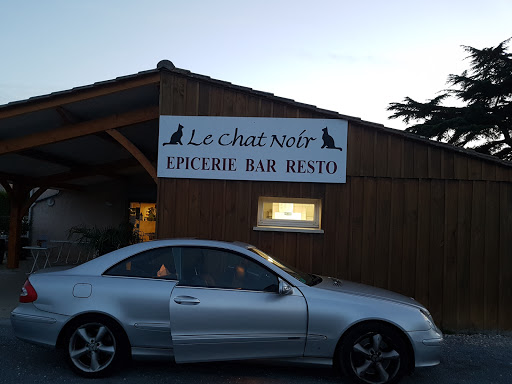 Le Chat Noir
EPICERIE BAR RESTO